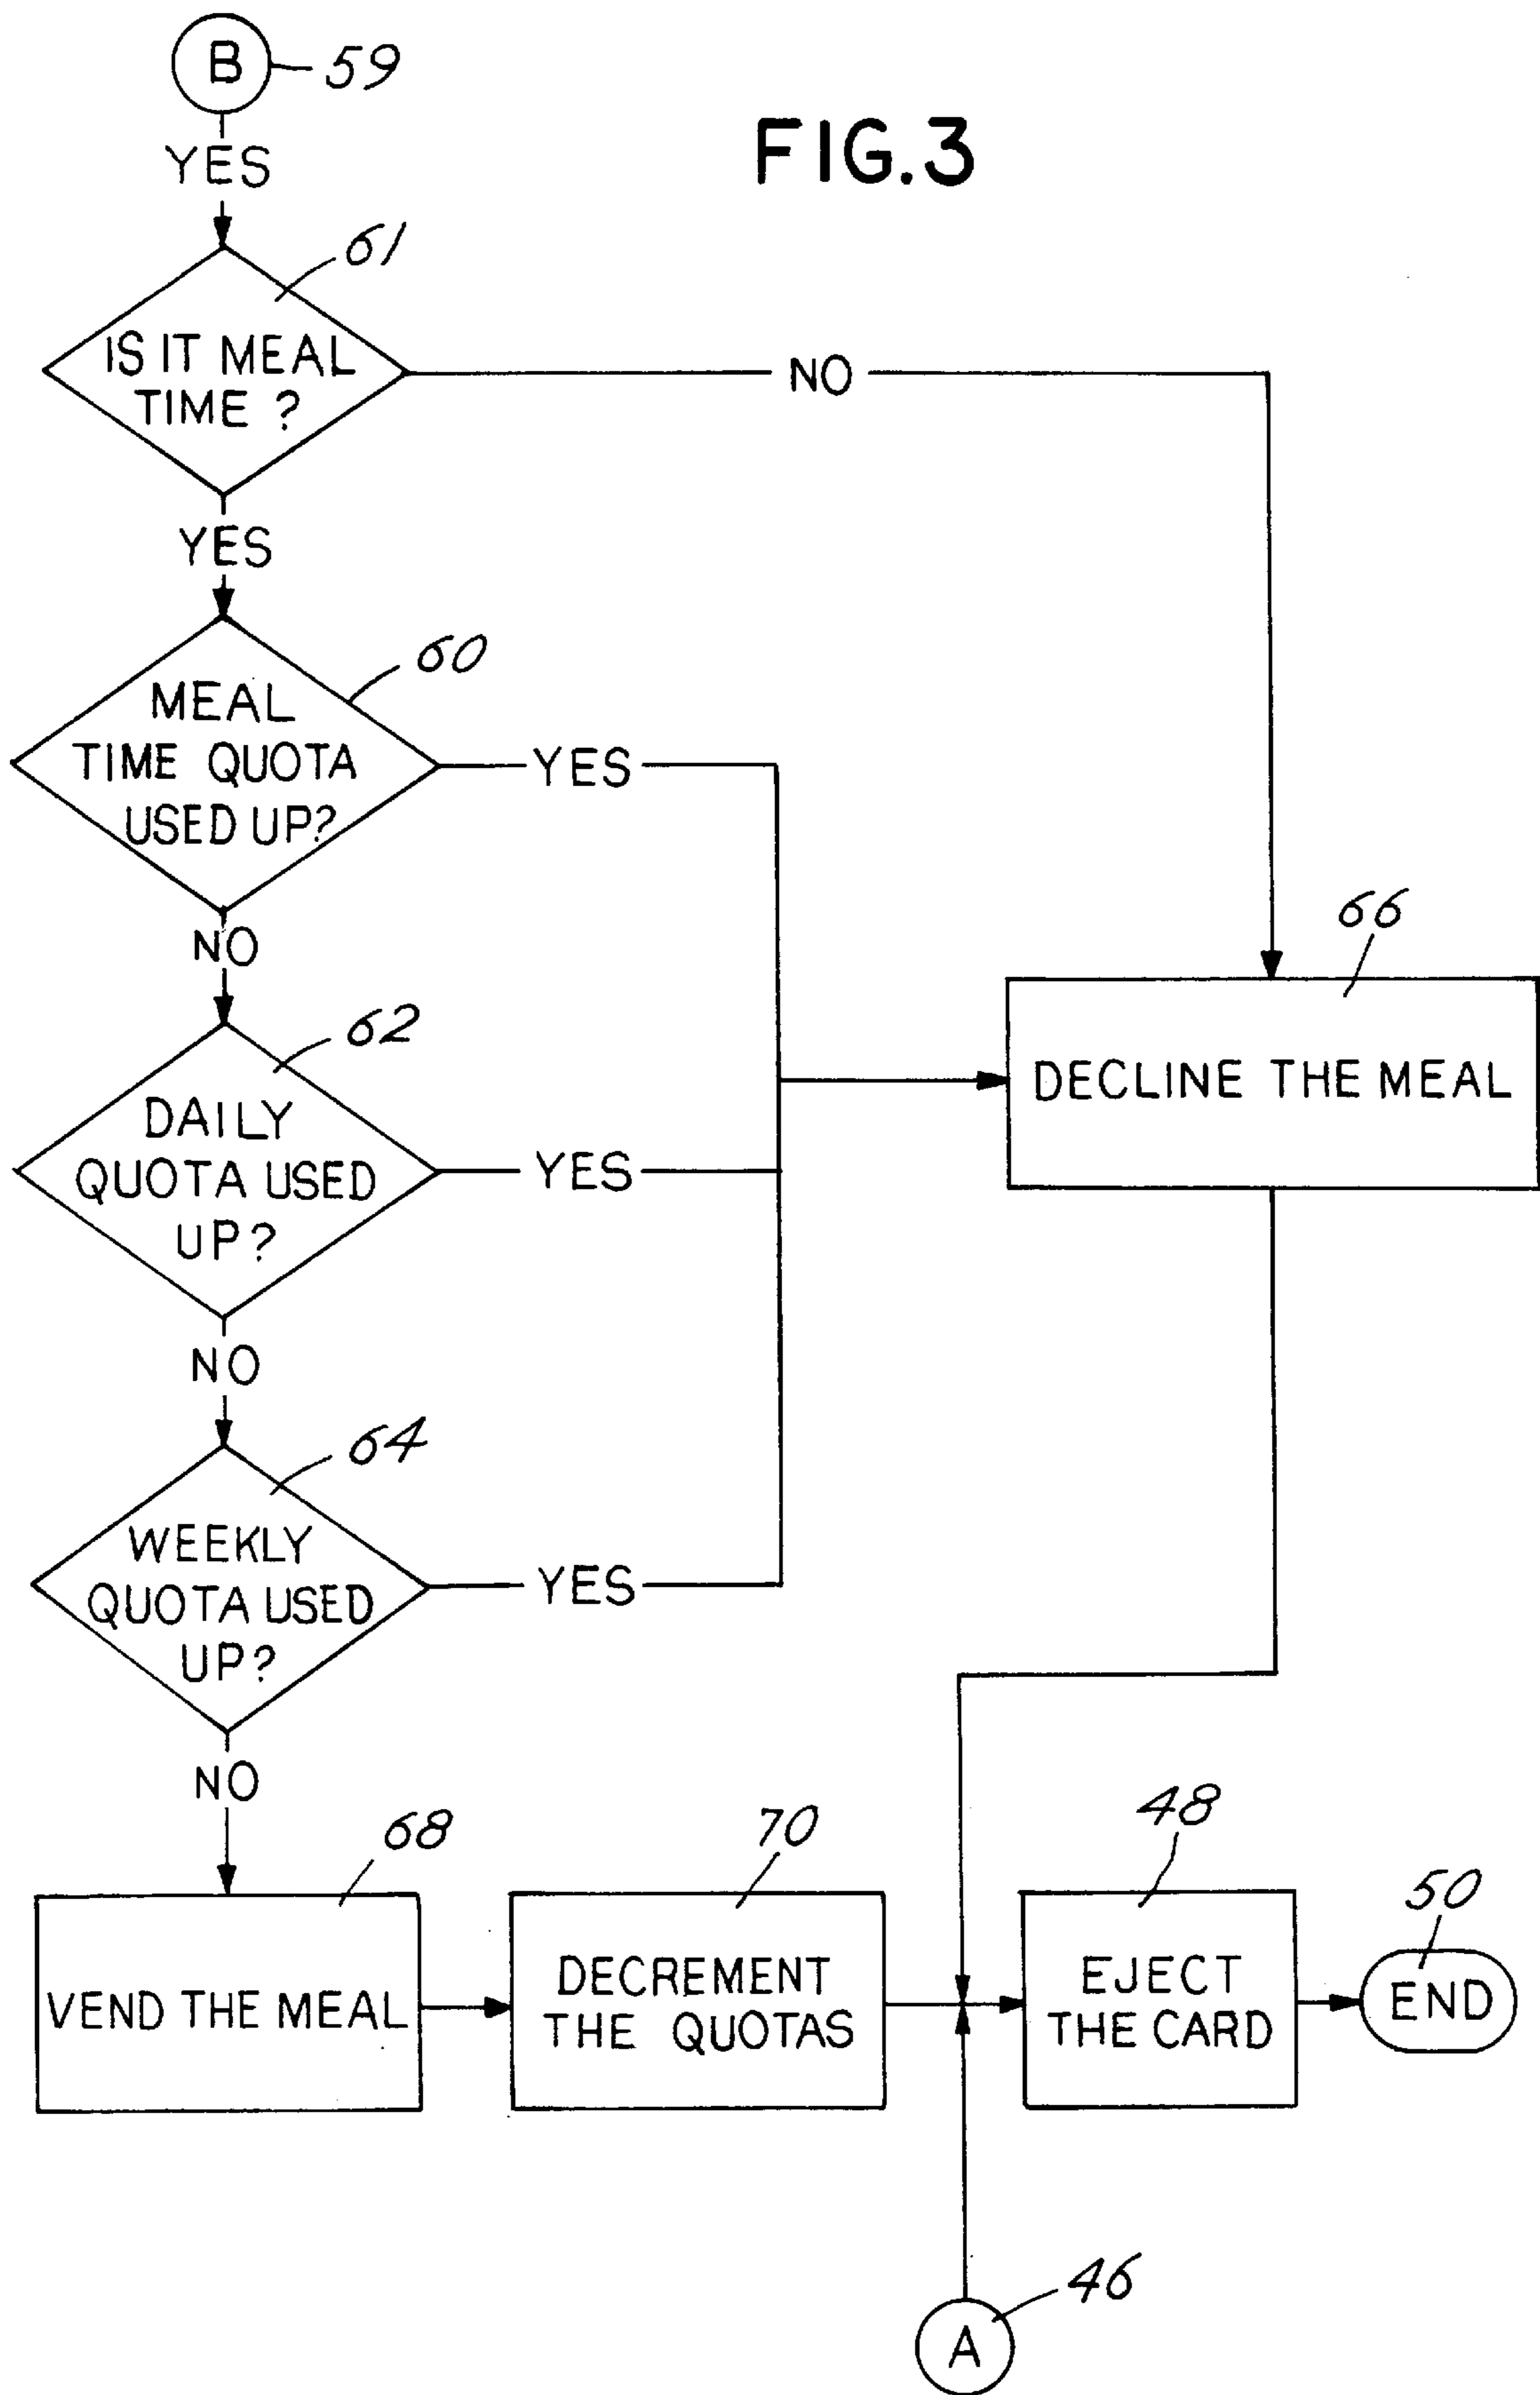 B
59
FIG.3
YES
61
IS IT MEAL
TIME ?
NO
YES
60
MEAL
TIME QUOTA
USED UP?
YES
NO
66
DECLINE THE MEAL
62
DAILY
QUOTA USED
UP?
YES
NO
64
WEEKLY
QUOTA USED
UP?
YES
NO
68
VEND THE MEAL
70
DECREMENT
THE QUOTAS
48
EJECT
THE CARD
50
END
46
A